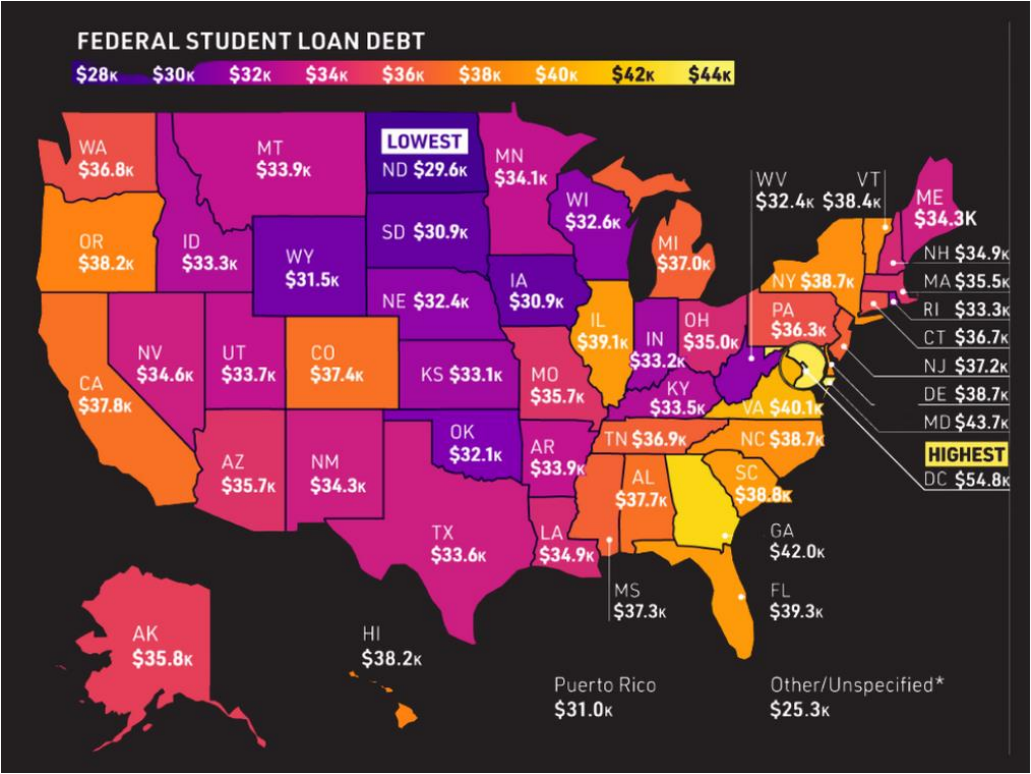 FEDERAL STUDENT LOAN DEBT
$28K $30K $32K $34K $36K $38K $40K $42K $44K
WA
$36.8K
MT
$33.9K
LOWEST
ND $29.6K
MN
$34.1K
OR
$38.2K
ID
$33.3K
WY
$31.5K
SD $30.9K
WI
$32.6K
MI
$37.0K
WV
$32.4K
VT
$38.4K
ME
$34.3K
NH $34.9K
MA $35.5K
RI $33.3K
CT $36.7K
NJ $37.2K
DE $38.7K
MD $43.7K
HIGHEST
DC $54.8K
NY $38.7K
PA
$36.3K
NE $32.4K
IA
$30.9K
IL
$39.1K
IN
$33.2K
OH
$35.0K
CA
$37.8K
NV
$34.6K
UT
$33.7K
CO
$37.4K
KS $33.1K
MO
$35.7K
KY
$33.5K
VA $40.1K
AZ
$35.7K
NM
$34.3K
OK
$32.1K
AR
$33.9K
TN $36.9K
NC $38.7K
SC
$38.8K
TX
$33.6K
LA
$34.9K
AL
$37.7K
MS
$37.3K
GA
$42.0K
FL
$39.3K
AK
$35.8K
HI
$38.2K
Puerto Rico
$31.0K
Other/Unspecified*
$25.3K